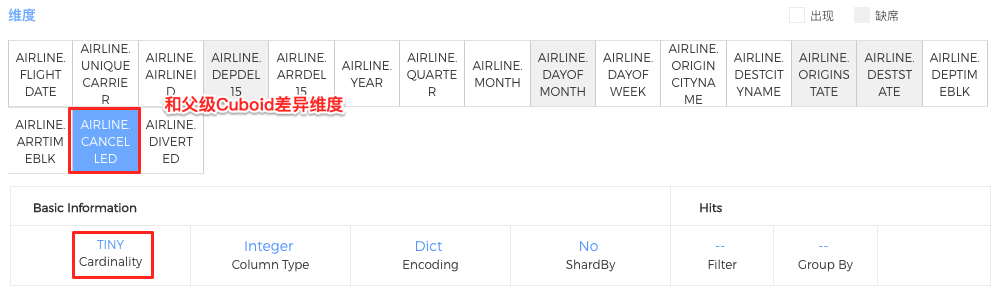 维度
出现
缺席
AIRLINE.
FLIGHT
DATE
AIRLINE.
UNIQUE
CARRIE
R
AIRLINE.
AIRLINEI
D
AIRLINE.
DEPDEL
15
AIRLINE.
ARRDEL
15
AIRLINE.
YEAR
AIRLINE.
QUARTE
R
AIRLINE.
MONTH
AIRLINE.
DAYOF
MONTH
AIRLINE.
DAYOF
WEEK
AIRLINE.
ORIGIN
CITYNA
ME
AIRLINE.
DESTCIT
YNAME
AIRLINE.
ORIGINS
TATE
AIRLINE.
DESTST
ATE
AIRLINE.
DEPTIM
EBLK
和父级Cuboid差异维度
AIRLINE.
ARRTIM
EBLK
AIRLINE.
CANCEL
LED
AIRLINE.
DIVERT
ED
Basic Information
Hits
TINY
Cardinality
Integer
Column Type
Dict
Encoding
No
ShardBy
--
Filter
--
Group By